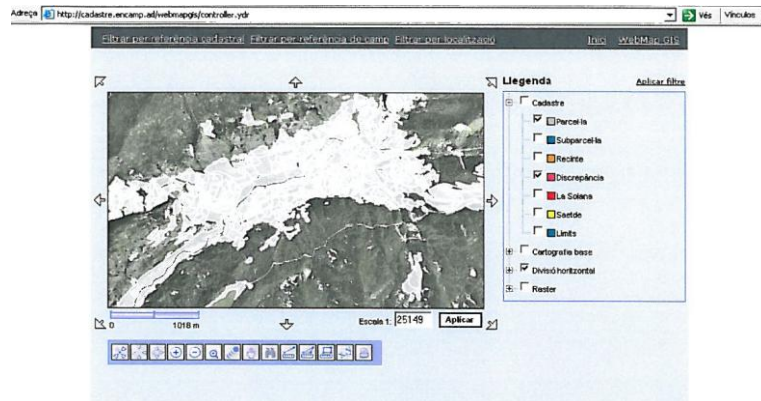 Adreça http://cadastre.encamp.ad/webmapgis/controller.ydr Vés Vínculos
Filtrar per referència cadastral Filtrar per referència de camp Filtrar per localització Inici WebMap GIS
Llegenda Aplicar filtre
Cadastre
Parcel·la
Subparcel·la
Recinte
Discrepància
La Solana
Saetde
Límits
Cartografia base
Divisió horitzontal
Raster
0 1018 m Escala 1: 25149 Aplicar